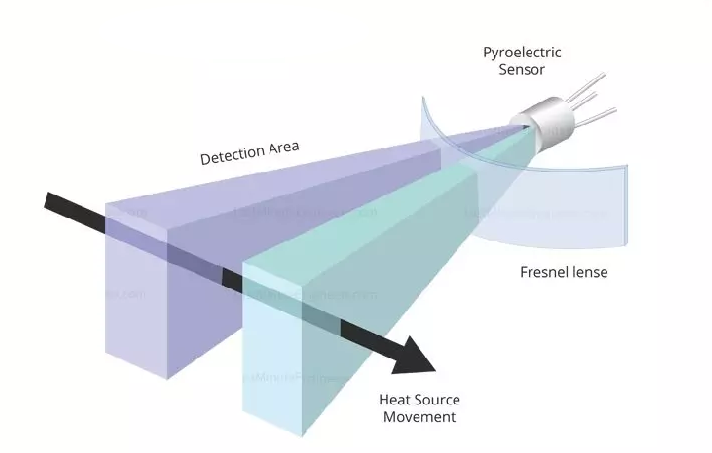 Pyroelectric
Sensor
Detection Area
Fresnel lense
Heat Source
Movement